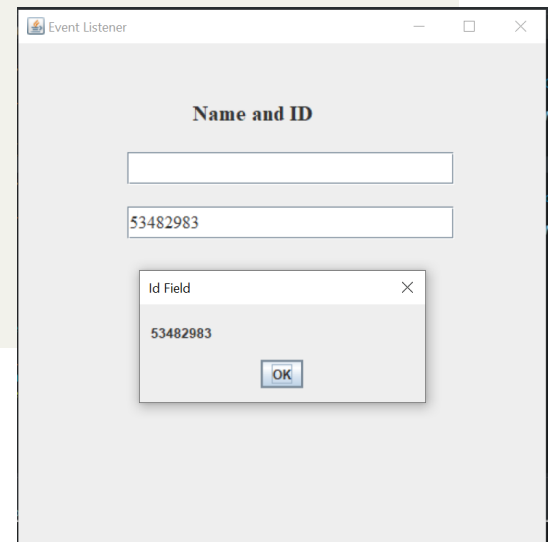 Event Listener
Name and ID
53482983
Id Field
53482983
OK